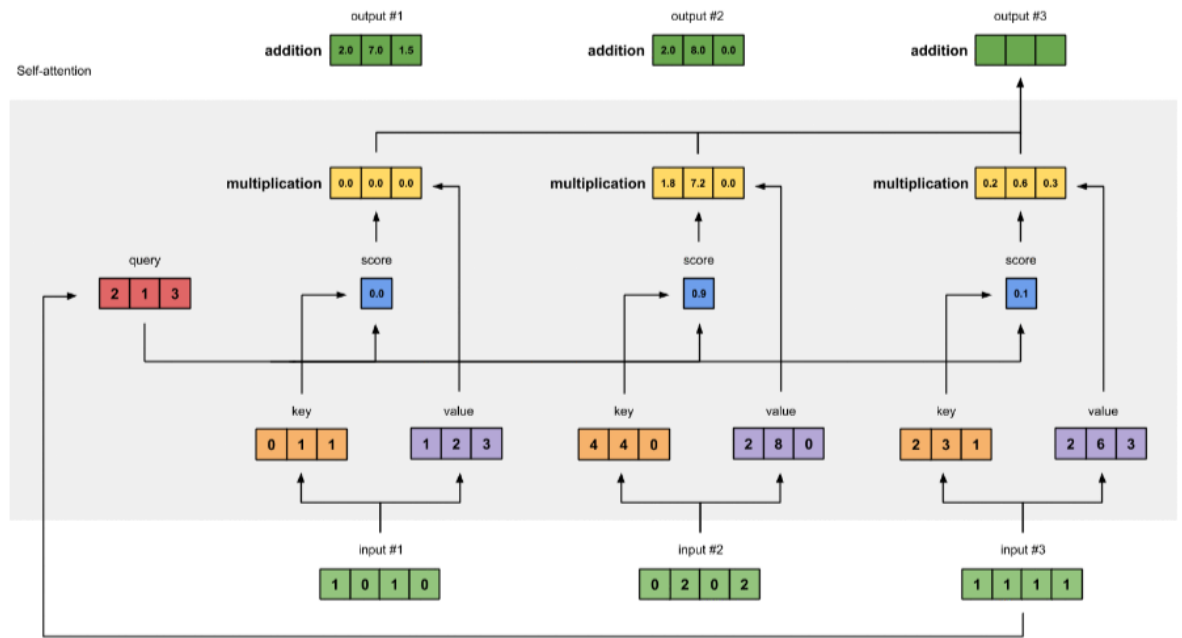 output #1 output #2 output #3
addition 2.0 7.0 1.5 addition 2.0 8.0 0.0 addition
Self-attention
multiplication 0.0 0.0 0.0 multiplication 1.8 7.2 0.0 multiplication 0.2 0.6 0.3
query score score score
2 1 3 0.0 0.9 0.1
key value key value key value
0 1 1 1 2 3 4 4 0 2 8 0 2 3 1 2 6 3
input #1 input #2 input #3
1 0 1 0 0 2 0 2 1 1 1 1